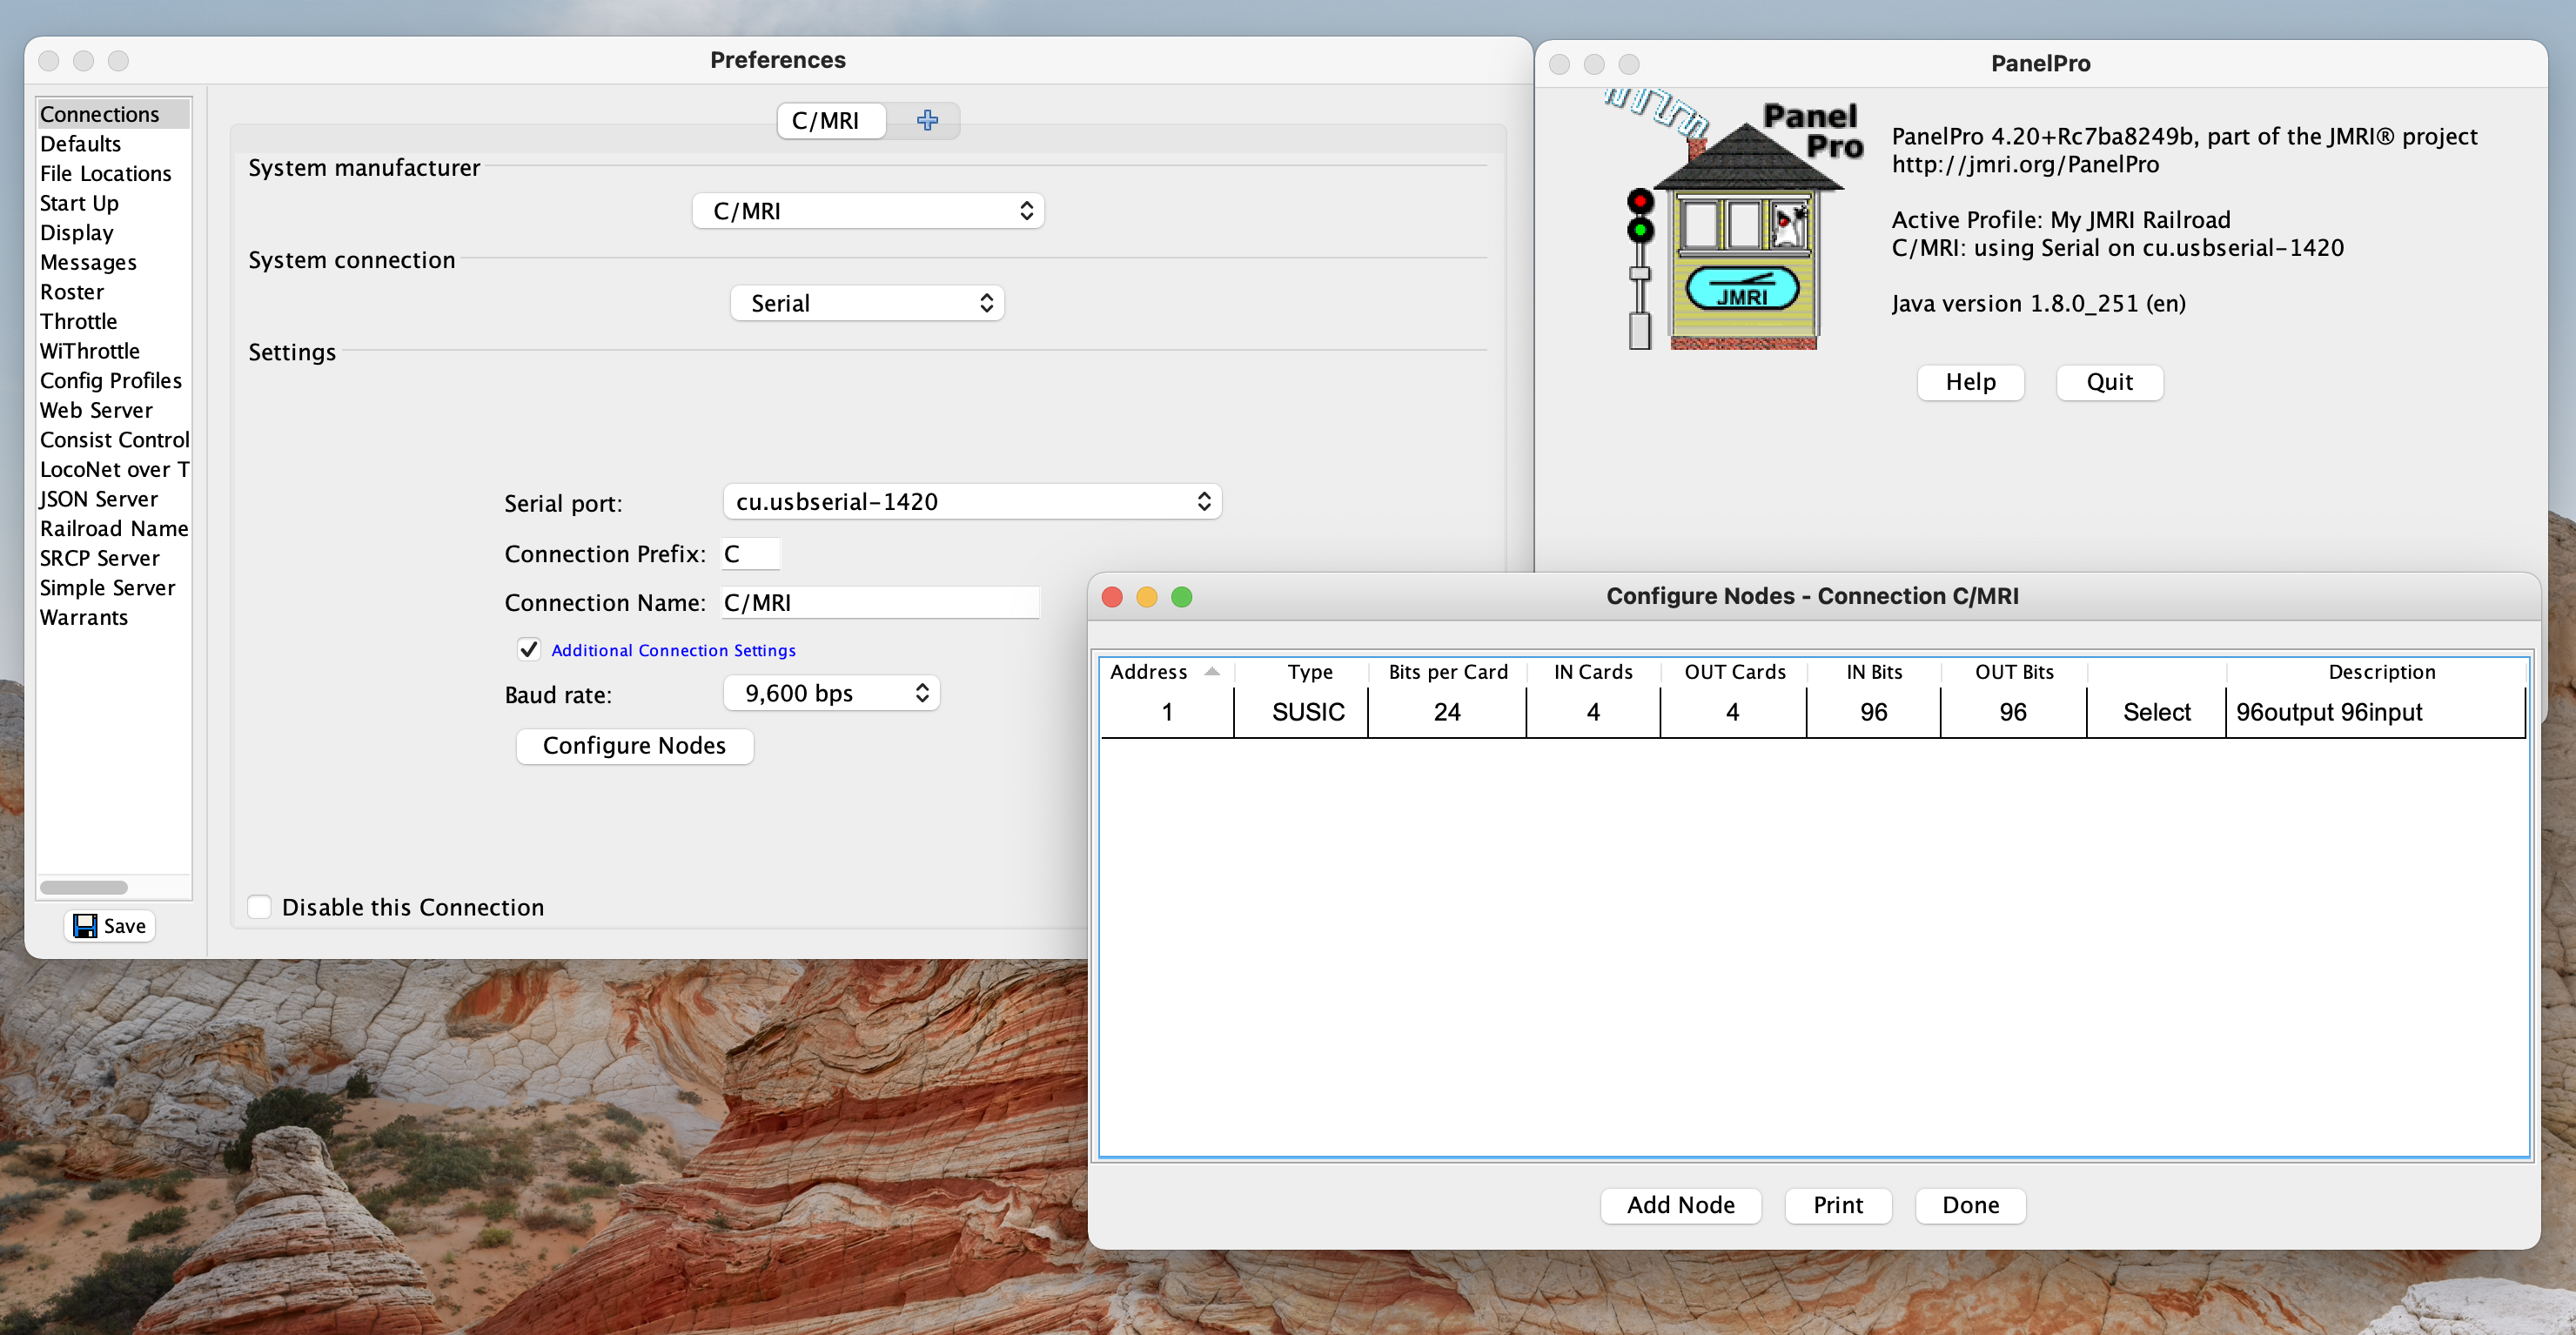 Preferences
Connections
Defaults
File Locations
Start Up
Display
Messages
Roster
Throttle
WiThrottle
Config Profiles
Web Server
Consist Control
LocoNet over T
JSON Server
Railroad Name
SRCP Server
Simple Server
Warrants
Save
C/MRI
System manufacturer
C/MRI
System connection
Serial
Settings
Serial port: cu.usbserial-1420
Connection Prefix: C
Connection Name: C/MRI
Additional Connection Settings
Baud rate: 9,600 bps
Configure Nodes
Disable this Connection
PanelPro
Panel
Pro
JMRI
PanelPro 4.20+Rc7ba8249b, part of the JMRI® project
http://jmri.org/PanelPro
Active Profile: My JMRI Railroad
C/MRI: using Serial on cu.usbserial-1420
Java version 1.8.0_251 (en)
Help Quit
Configure Nodes - Connection C/MRI
Address Type Bits per Card IN Cards OUT Cards IN Bits OUT Bits Description
1 SUSIC 24 4 4 96 96 Select 96output 96input
Add Node Print Done